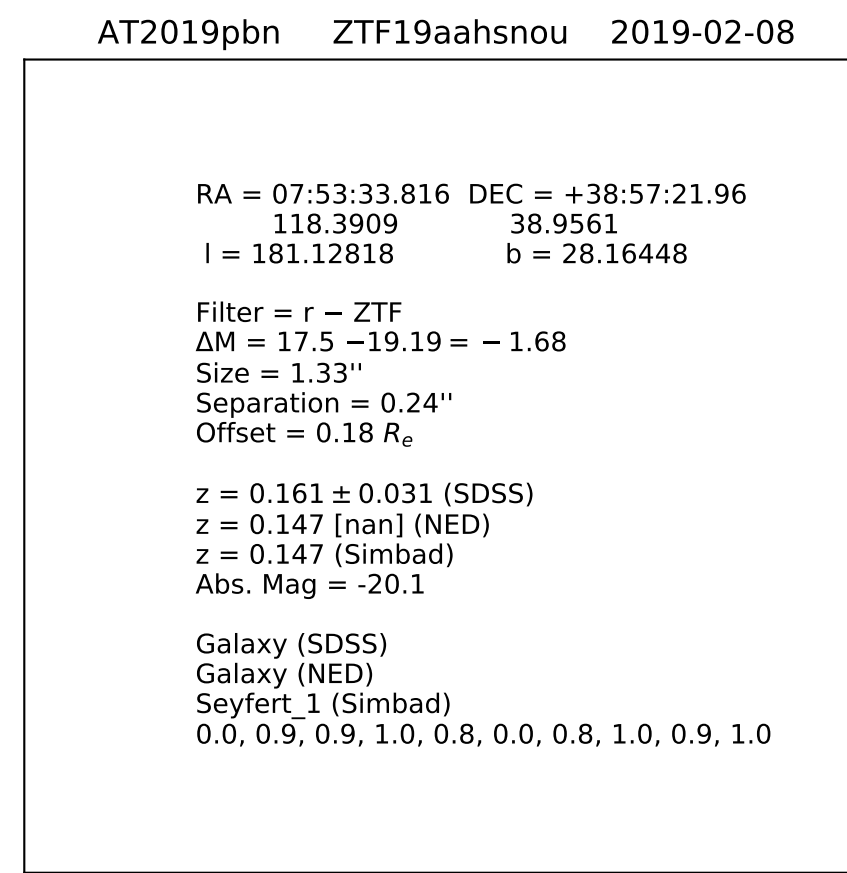 AT2019pbn ZTF19aahsnou 2019-02-08
RA = 07:53:33.816 DEC = +38:57:21.96
118.3909 38.9561
l = 181.12818 b = 28.16448
Filter = r − ZTF
ΔM = 17.5 −19.19 = − 1.68
Size = 1.33''
Separation = 0.24''
Offset = 0.18 Re
z = 0.161 ± 0.031 (SDSS)
z = 0.147 [nan] (NED)
z = 0.147 (Simbad)
Abs. Mag = -20.1
Galaxy (SDSS)
Galaxy (NED)
Seyfert_1 (Simbad)
0.0, 0.9, 0.9, 1.0, 0.8, 0.0, 0.8, 1.0, 0.9, 1.0